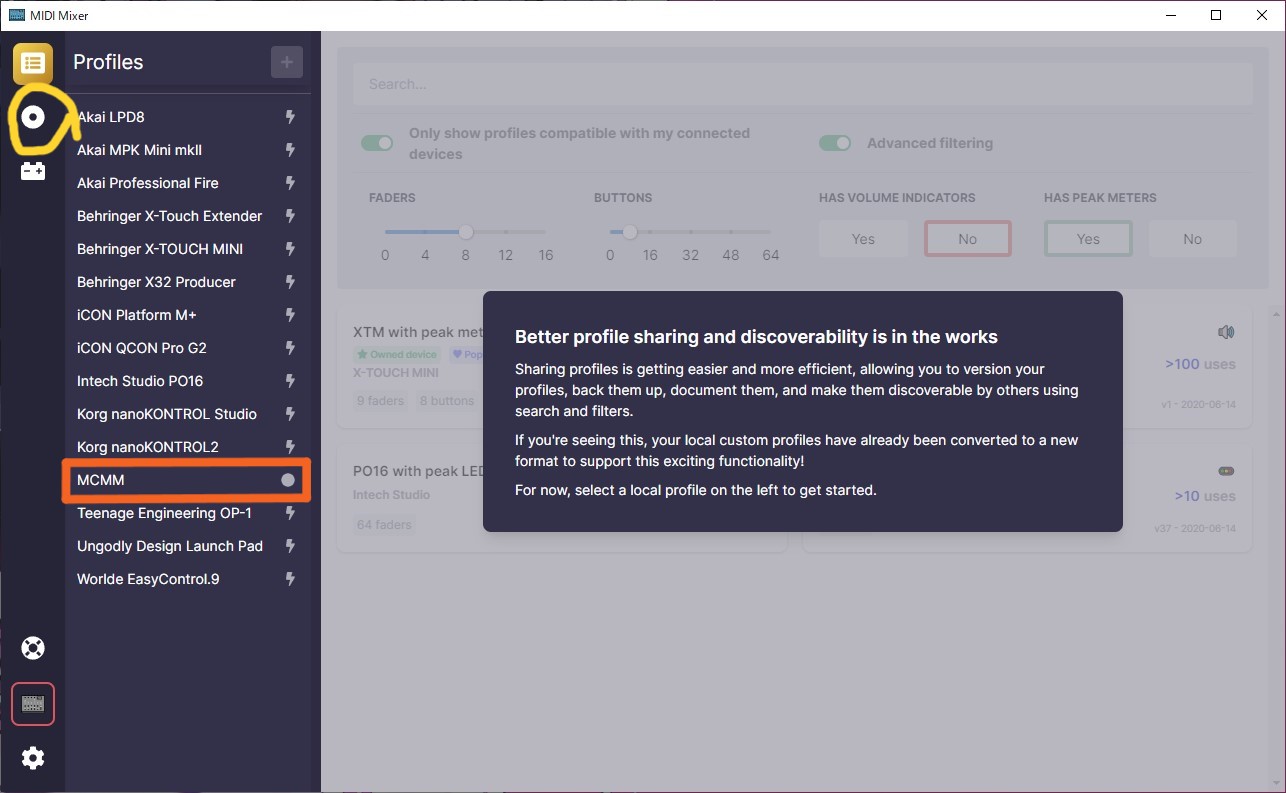 MIDI Mixer
Profiles
Akai LPD8
Akai MPK Mini mkII
Akai Professional Fire
Behringer X-Touch Extender
Behringer X-TOUCH MINI
Behringer X32 Producer
iCON Platform M+
iCON QCON Pro G2
Intech Studio PO16
Korg nanoKONTROL Studio
Korg nanoKONTROL2
MCMM
Teenage Engineering OP-1
Ungodly Design Launch Pad
Worlde EasyControl.9
Search...
Only show profiles compatible with my connected
devices
Advanced filtering
FADERS
0 4 8 12 16
BUTTONS
0 16 32 48 64
HAS VOLUME INDICATORS
Yes No
HAS PEAK METERS
Yes No
XTM with peak met
Owned device Pop
X-TOUCH MINI
9 faders 8 buttons
>100 uses
v1 - 2020-06-14
PO16 with peak LED
Intech Studio
64 faders
>10 uses
v37 - 2020-06-14
Better profile sharing and discoverability is in the works
Sharing profiles is getting easier and more efficient, allowing you to version your
profiles, back them up, document them, and make them discoverable by others using
search and filters.
If you're seeing this, your local custom profiles have already been converted to a new
format to support this exciting functionality!
For now, select a local profile on the left to get started.